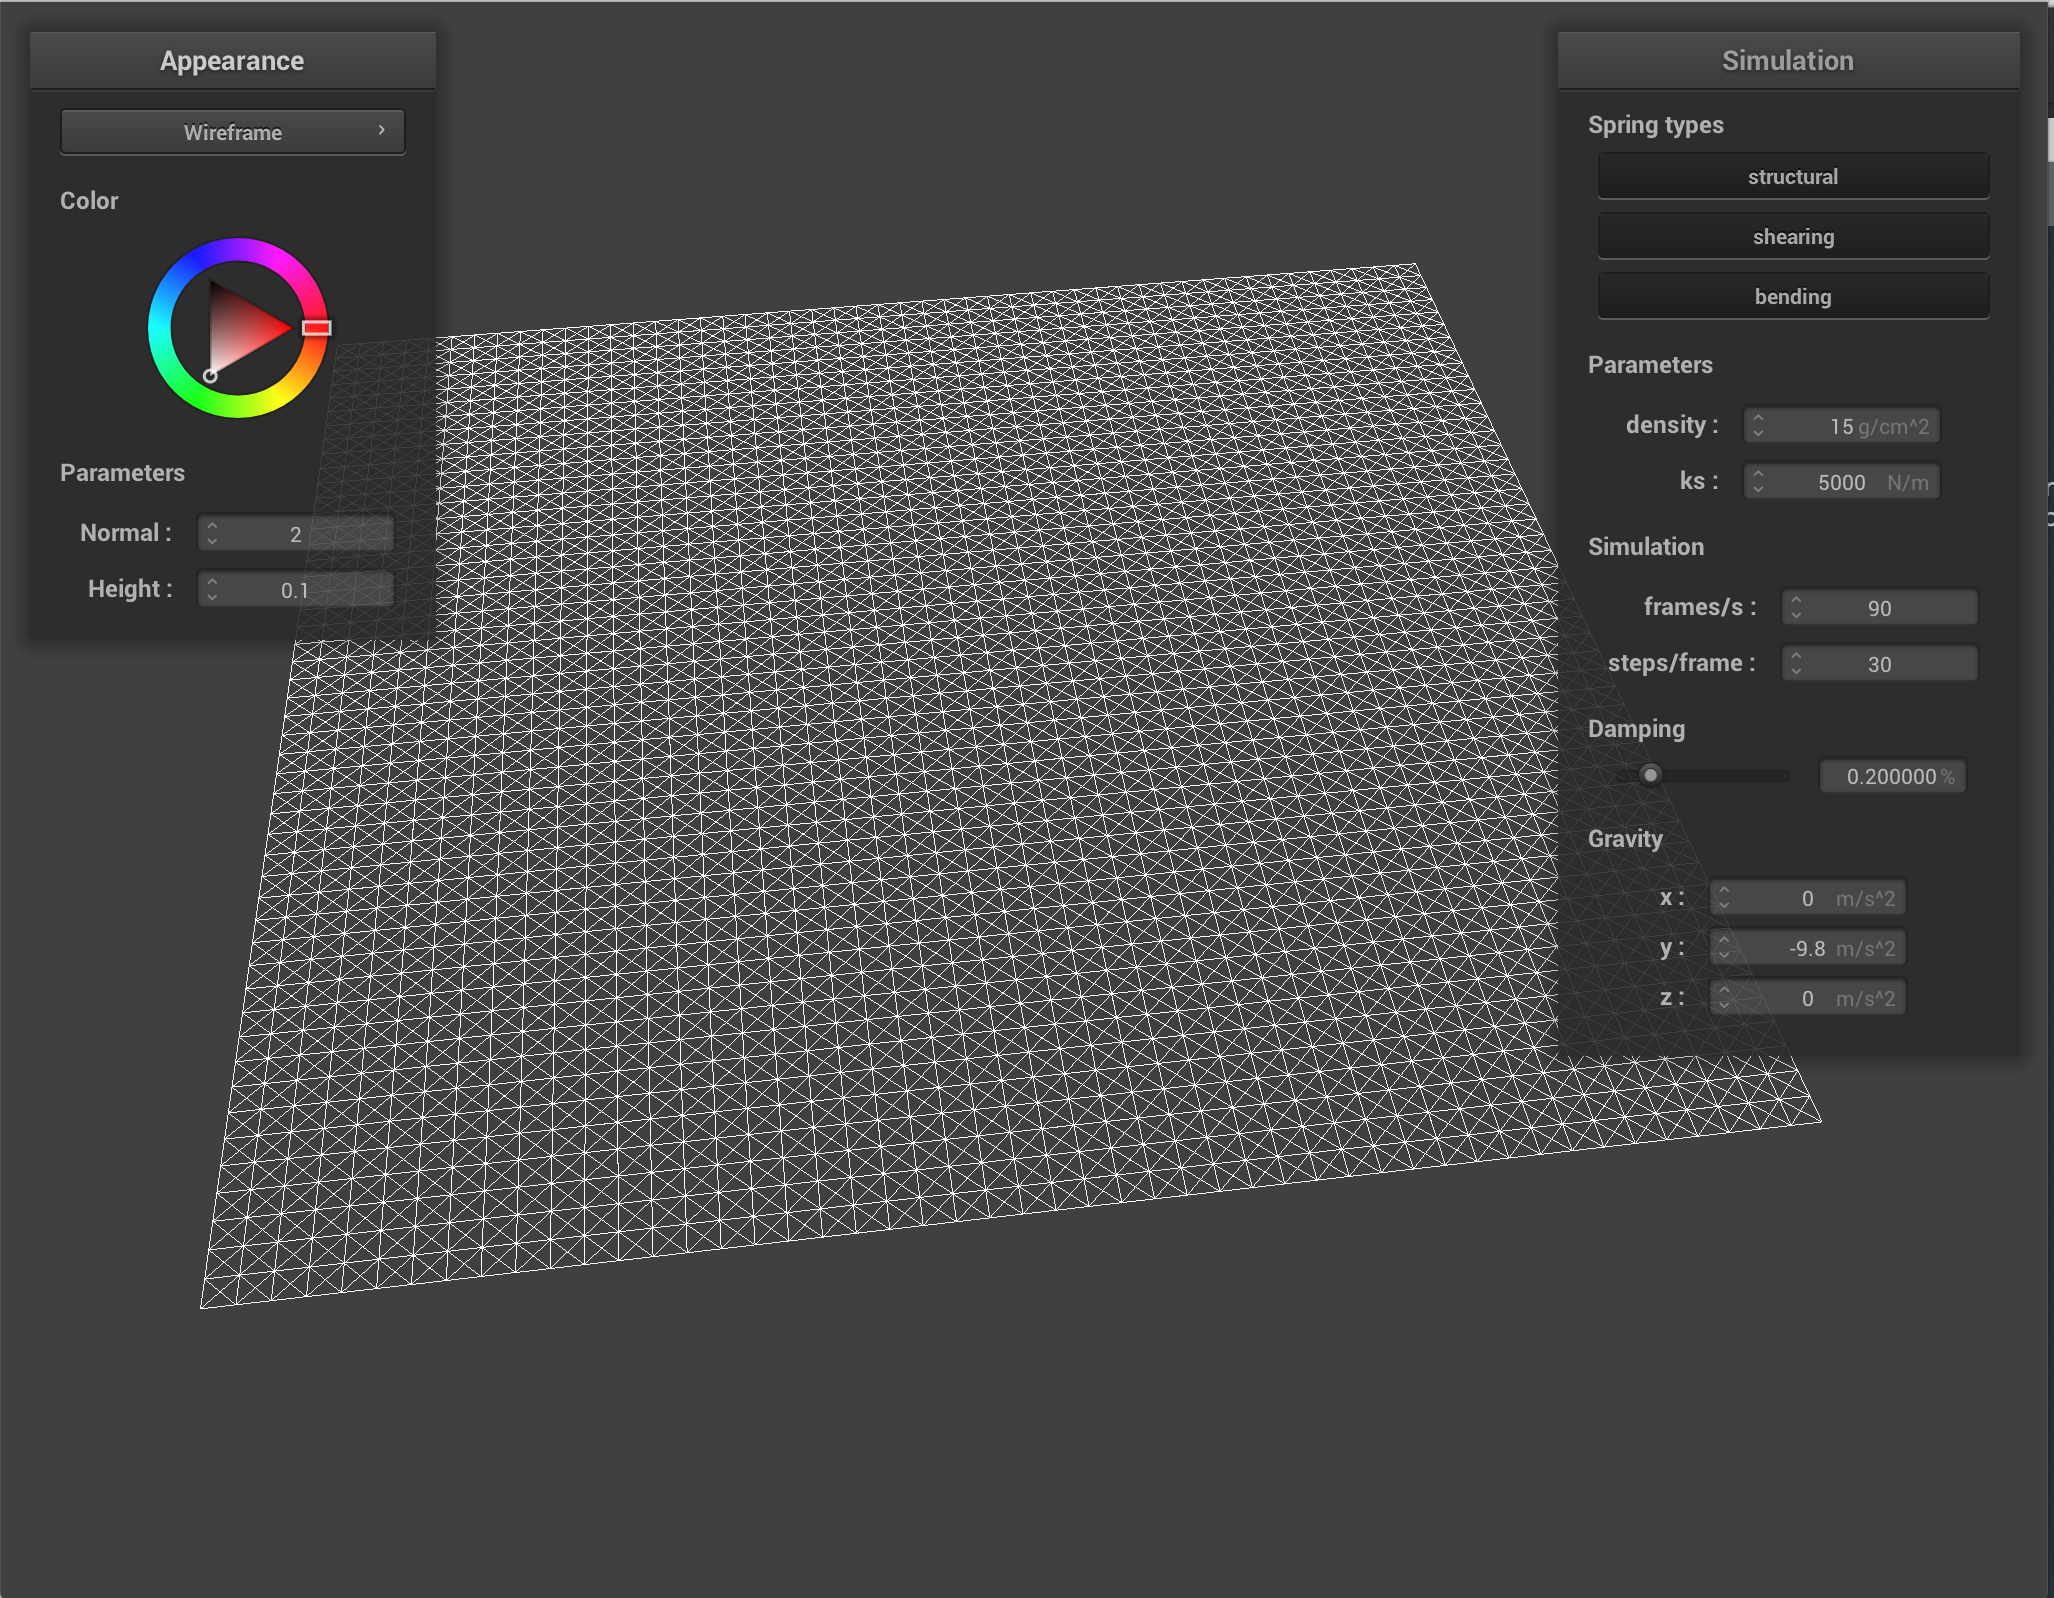 Appearance
Wireframe
Color
Parameters
Normal : 2
Height : 0.1
Simulation
Spring types
structural
shearing
bending
Parameters
density : 15 g/cm^2
ks : 5000 N/m
Simulation
frames/s : 90
steps/frame : 30
Damping
0.200000 %
Gravity
x : 0 m/s^2
y : -9.8 m/s^2
z : 0 m/s^2